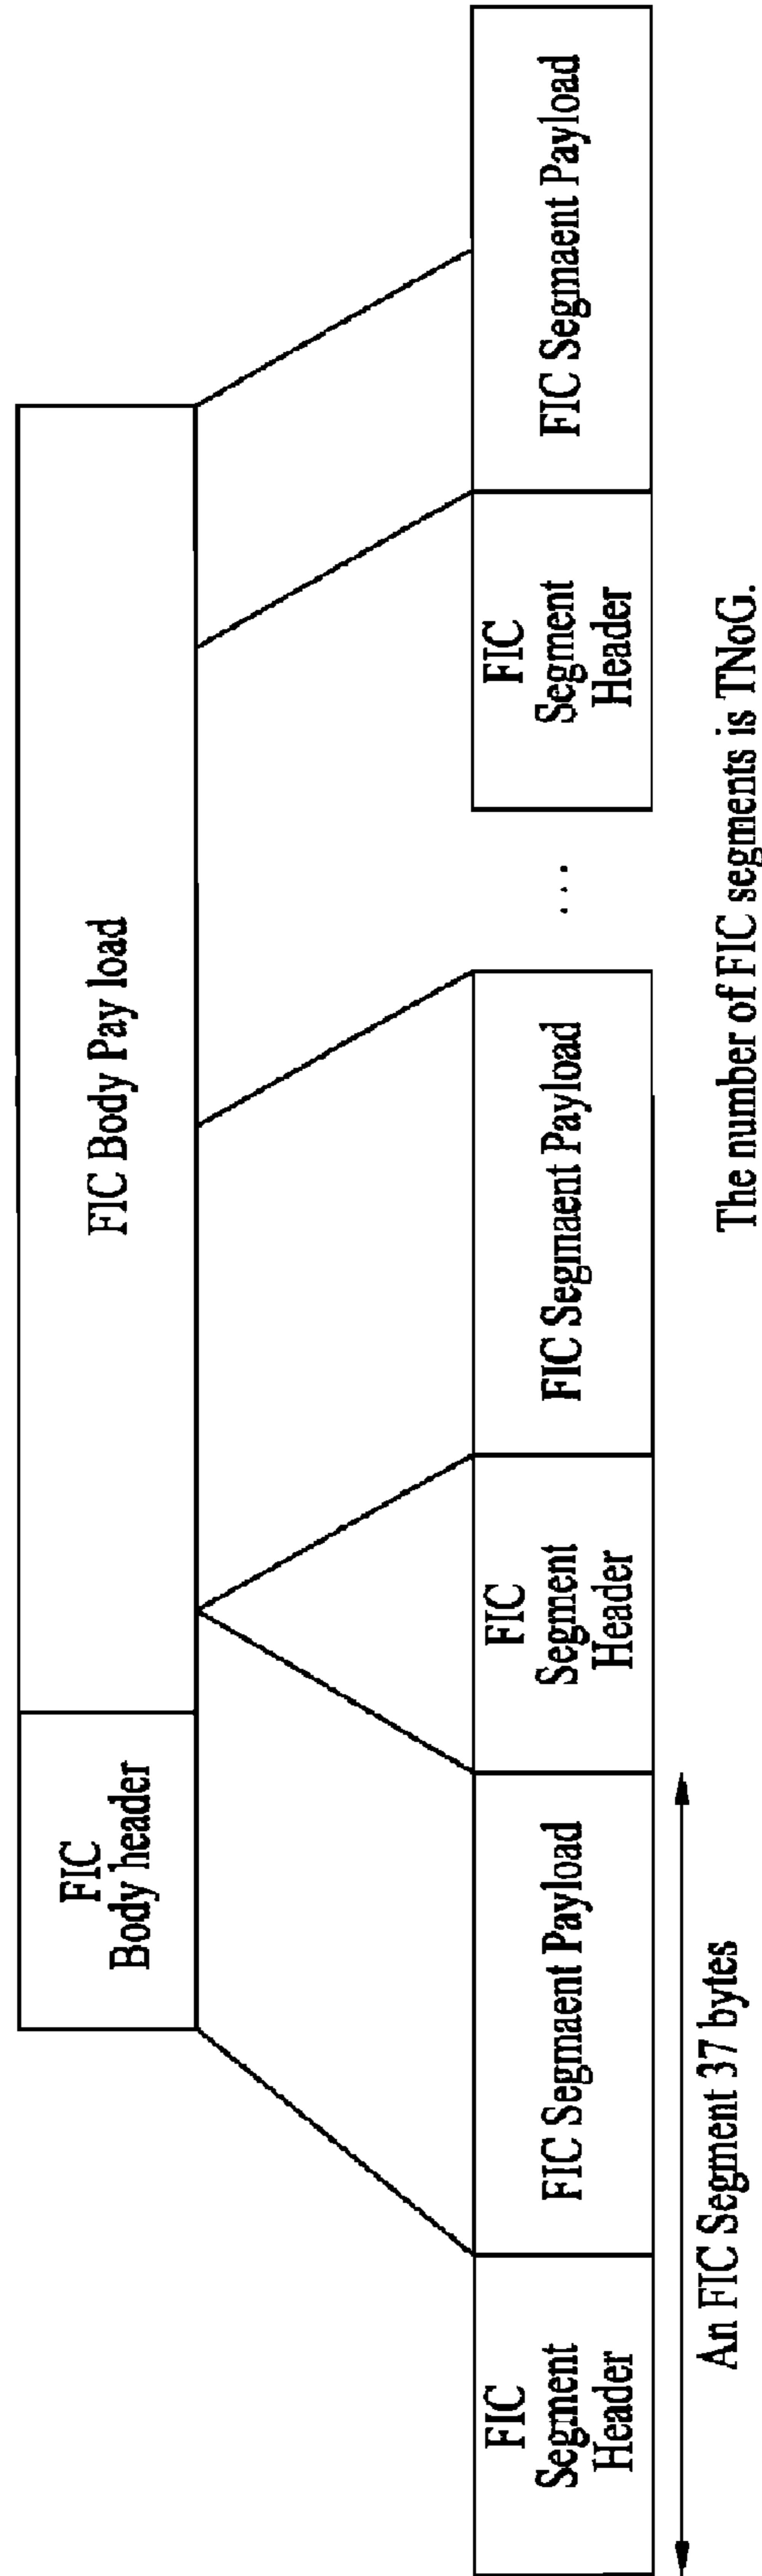 FIC
Body header
FIC Body Pay load
FIC
Segment
Header
FIC Segmaent Payload
FIC
Segment
Header
FIC Segmaent Payload
...
FIC
Segment
Header
FIC Segmaent Payload
An FIC Segment 37 bytes
The number of FIC segments is TNoG.